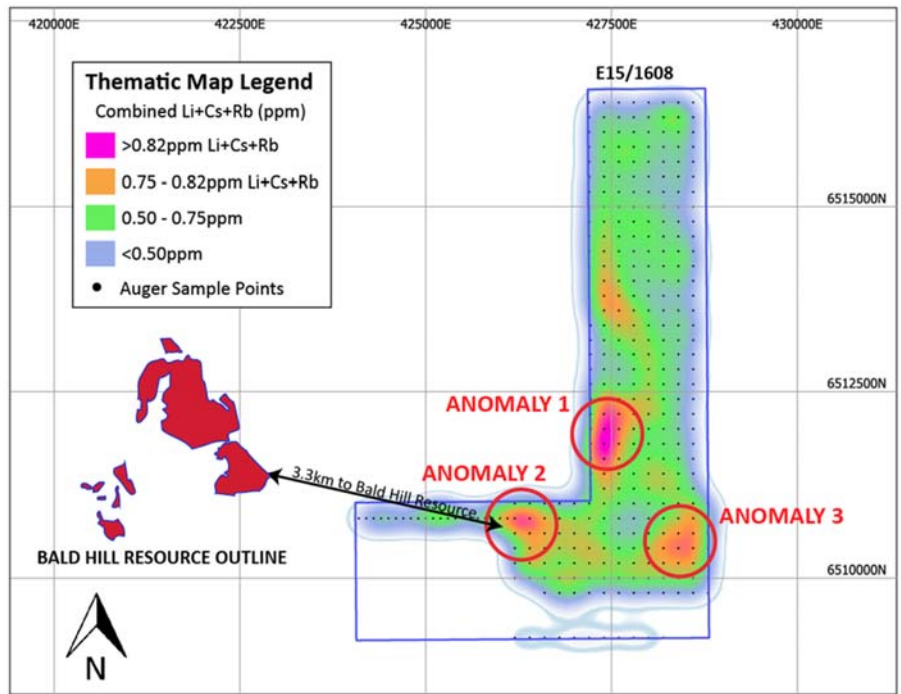 420000E
422500E
425000E
427500E
430000E
E15/1608
Thematic Map Legend
Combined Li+Cs+Rb (ppm)
>0.82ppm Li+Cs+Rb
0.75 - 0.82ppm Li+Cs+Rb
0.50 - 0.75ppm
<0.50ppm
Auger Sample Points
6515000N
6512500N
ANOMALY 1
ANOMALY 2
3.3km to Bald Hill Resource
ANOMALY 3
BALD HILL RESOURCE OUTLINE
6510000N
N